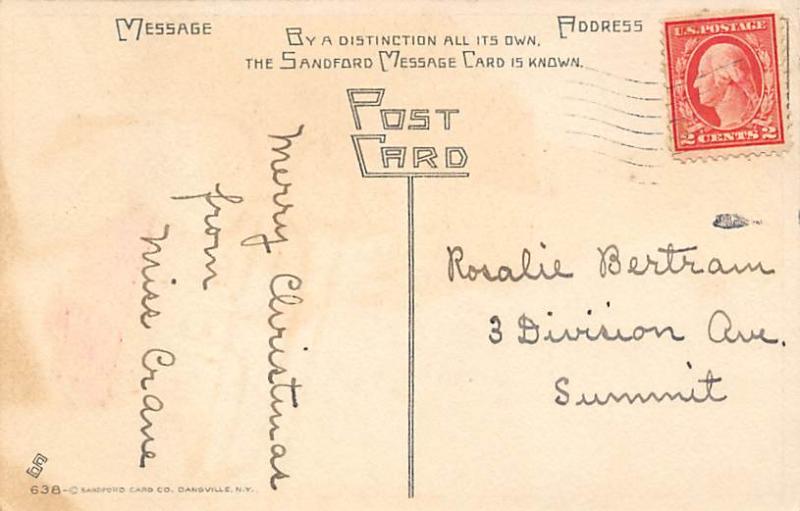 MESSAGE
BY A DISTINCTION ALL ITS OWN,
THE SANDFORD MESSAGE CARD IS KNOWN.
ADDRESS
U.S. POSTAGE
2 CENTS 2
POST
CARD
Merry Christmas
from
Miss Crane
Rosalie Bertram
3 Division Ave.
Summit
638-© SANDFORD CARD CO. DANSVILLE, N.Y.